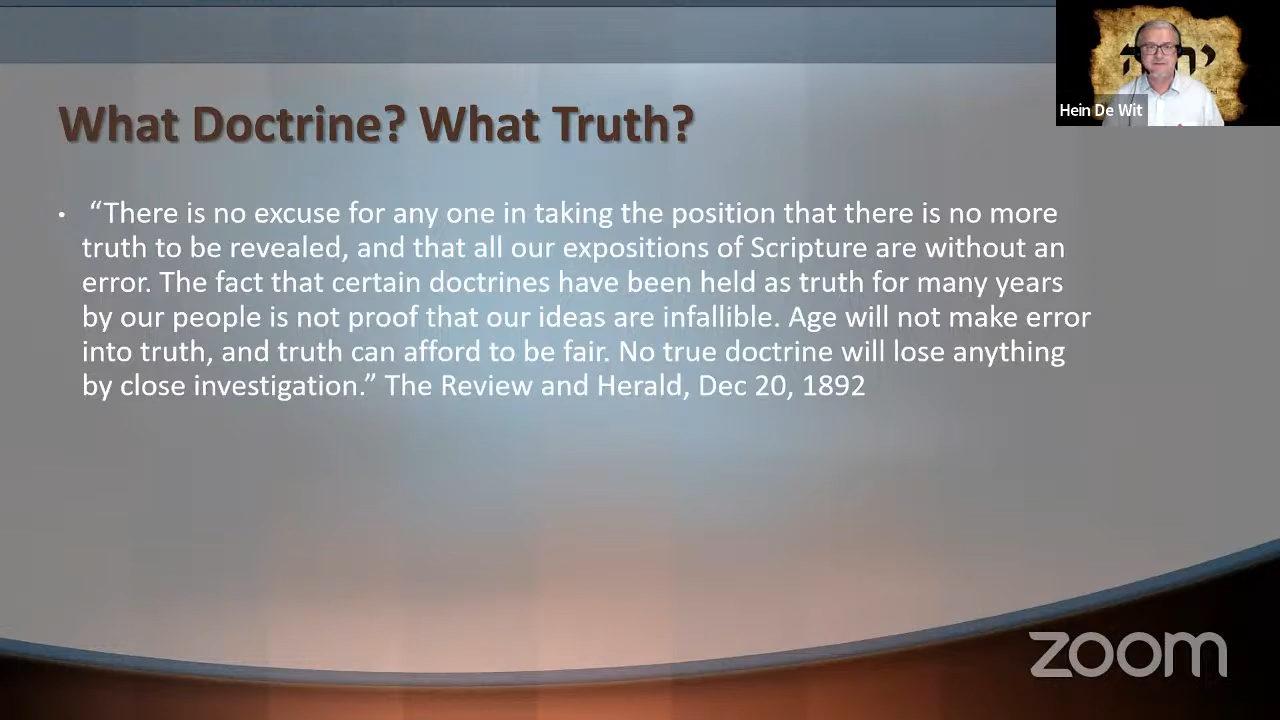 Hein De Wit
What Doctrine? What Truth?
• “There is no excuse for any one in taking the position that there is no more
truth to be revealed, and that all our expositions of Scripture are without an
error. The fact that certain doctrines have been held as truth for many years
by our people is not proof that our ideas are infallible. Age will not make error
into truth, and truth can afford to be fair. No true doctrine will lose anything
by close investigation.” The Review and Herald, Dec 20, 1892
zoom